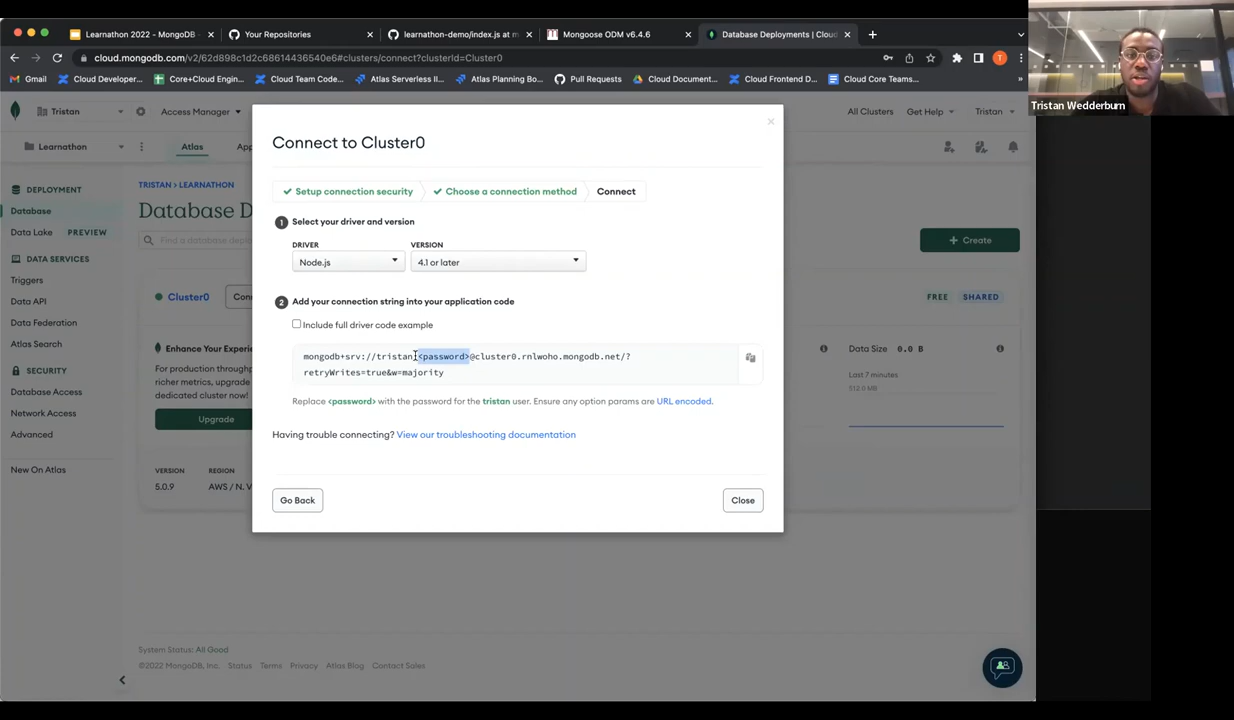 Learnathon 2022 - MongoDB
Your Repositories
learnathon-demo/index.js at m
Mongoose ODM v6.4.6
Database Deployments | Cloud
cloud.mongodb.com/v2/62d89816d1d2c68614436540e6#clusters/connect?clusterId=Cluster0
Gmail
Cloud Developer...
Core+Cloud Engin...
Cloud Team Code...
Atlas Serverless II...
Atlas Planning Bo...
Pull Requests
Cloud Document...
Cloud Frontend D...
Cloud Core Teams...
»
T
Tristan Wedderburn
Tristan
Access Manager
All Clusters
Get Help
Tristan
Learnathon
Atlas
App
DEPLOYMENT
Database
Data Lake PREVIEW
DATA SERVICES
Triggers
Data API
Data Federation
Atlas Search
SECURITY
Database Access
Network Access
Advanced
New On Atlas
TRISTAN > LEARNATHON
Database D
Find a database deplo
+ Create
Cluster0
Con
FREE SHARED
Enhance Your Experie
For production throughp
richer metrics, upgrade
dedicated cluster now!
Upgrade
Data Size 0.0 B
Last 7 minutes
512.0 MB
VERSION
5.0.9
REGION
AWS / N. V
Connect to Cluster0
Setup connection security
Choose a connection method
Connect
1 Select your driver and version
DRIVER
Node.js
VERSION
4.1 or later
2 Add your connection string into your application code
Include full driver code example
mongodb+srv://tristan:<password>@cluster0.rnlwoho.mongodb.net/?
retryWrites=true&w=majority
Replace <password> with the password for the tristan user. Ensure any option params are URL encoded.
Having trouble connecting? View our troubleshooting documentation
Go Back
Close
System Status: All Good
©2022 MongoDB, Inc. Status Terms Privacy Atlas Blog Contact Sales